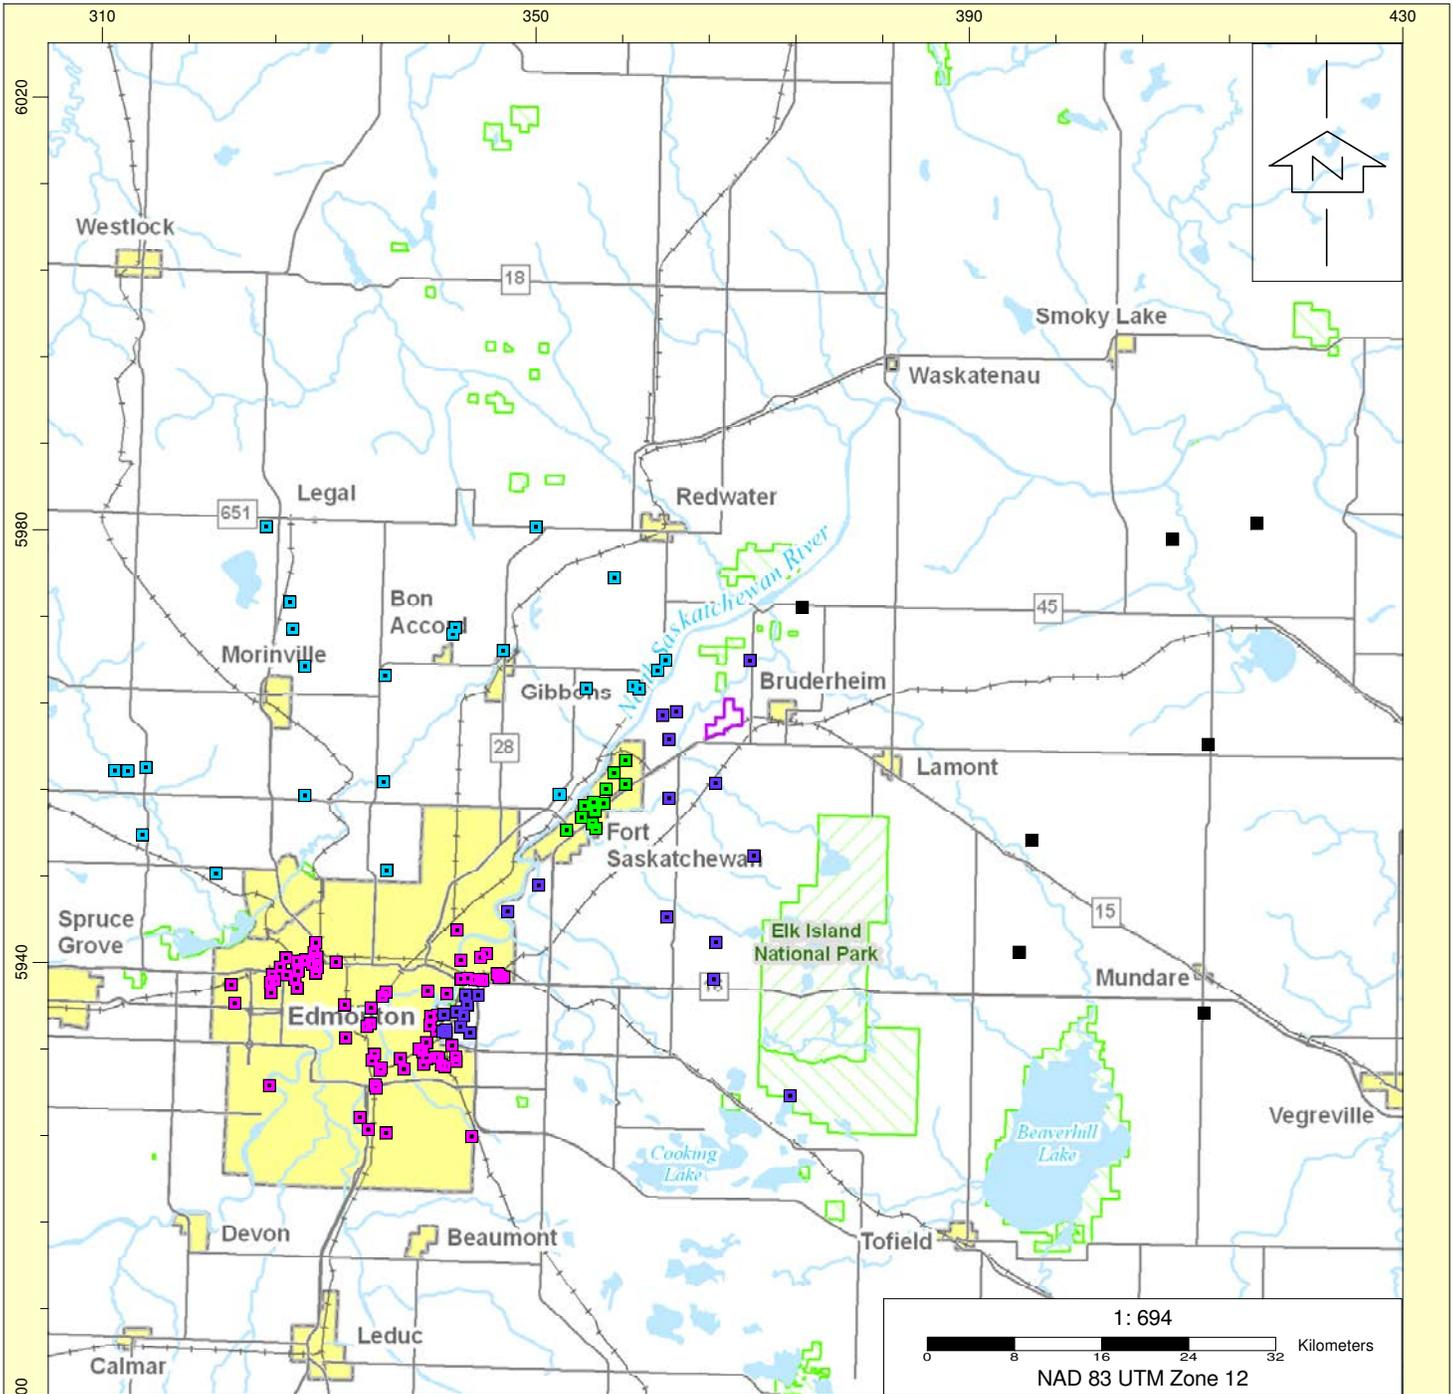 310
350
390
430
6020
5980
5940
00
N
Westlock
18
Smoky Lake
Waskatenau
Legal
651
Redwater
Bon
Accord
North Saskatchewan River
45
Morinville
Gibbons
Bruderheim
28
Lamont
Fort
Saskatchewan
Spruce
Grove
15
Elk Island
National Park
Mundare
Edmonton
Vegreville
Beaverhill
Lake
Cooking
Lake
Devon
Beaumont
Tofield
Leduc
Calmar
1: 694
0
8
16
24
32
Kilometers
NAD 83 UTM Zone 12